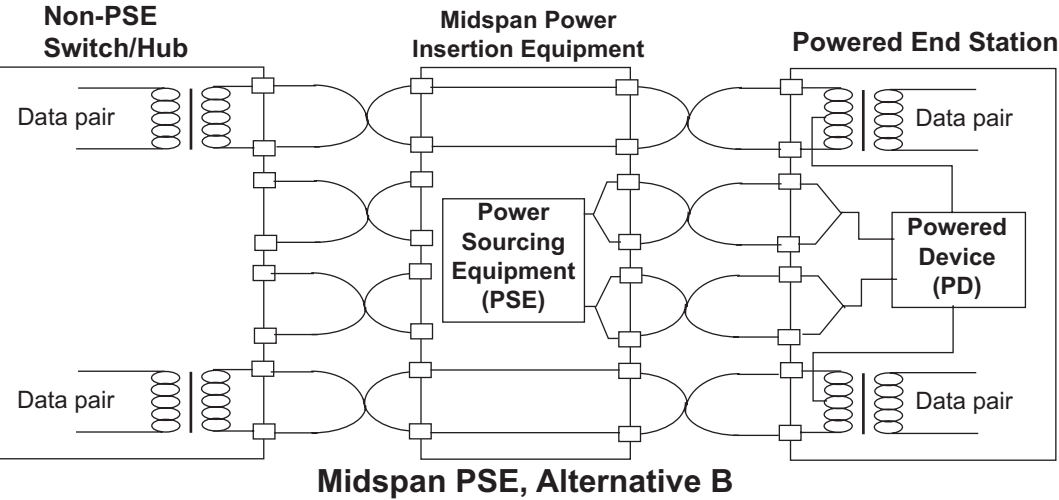 Non-PSE
Switch/Hub
Midspan Power
Insertion Equipment
Powered End Station
Data pair
Data pair
Power
Sourcing
Equipment
(PSE)
Powered
Device
(PD)
Data pair
Data pair
Midspan PSE, Alternative B